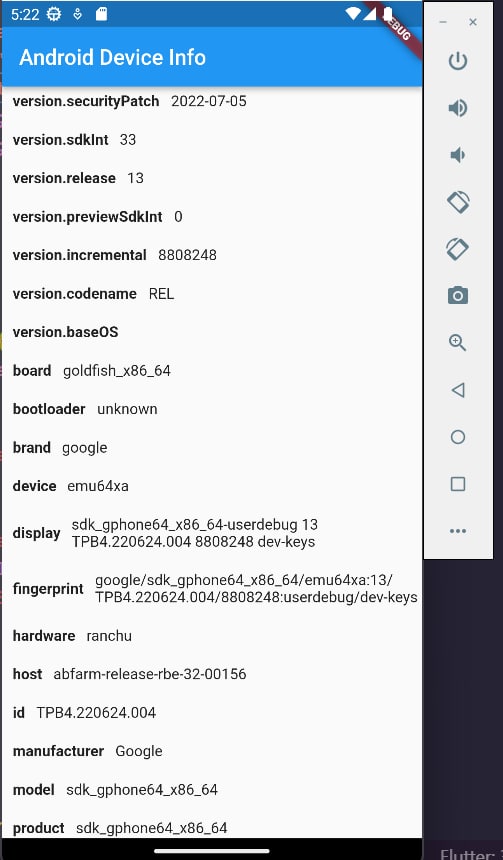 5:22
DEBUG
Android Device Info
version.securityPatch 2022-07-05
version.sdkInt 33
version.release 13
version.previewSdkInt 0
version.incremental 8808248
version.codename REL
version.baseOS
board goldfish_x86_64
bootloader unknown
brand google
device emu64xa
display sdk_gphone64_x86_64-userdebug 13
TPB4.220624.004 8808248 dev-keys
fingerprint google/sdk_gphone64_x86_64/emu64xa:13/
TPB4.220624.004/8808248:userdebug/dev-keys
hardware ranchu
host abfarm-release-rbe-32-00156
id TPB4.220624.004
manufacturer Google
model sdk_gphone64_x86_64
product sdk_gphone64_x86_64
Flutter: